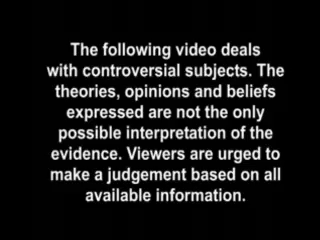 The following video deals
with controversial subjects. The
theories, opinions and beliefs
expressed are not the only
possible interpretation of the
evidence. Viewers are urged to
make a judgement based on all
available information.